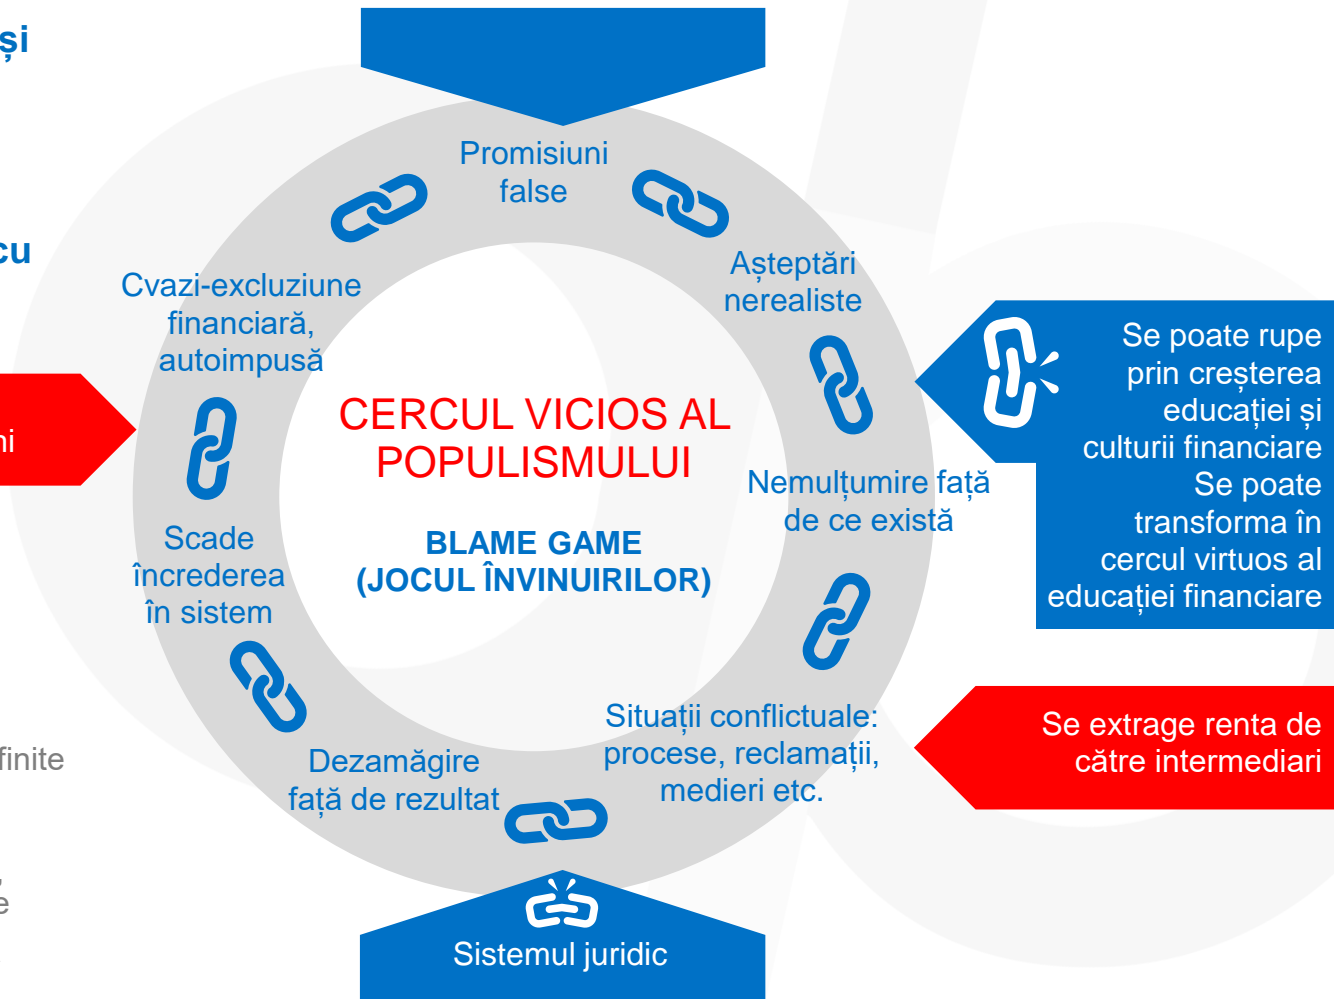 și
cu
ni
finite
,
e
Promisiuni
false
Așteptări
nerealiste
Nemulțumire față
de ce există
Situații conflictuale:
procese, reclamații,
medieri etc.
Dezamăgire
față de rezultat
Scade
încrederea
în sistem
Cvazi-excluziune
financiară,
autoimpusă
CERCUL VICIOS AL
POPULISMULUI
BLAME GAME
(JOCUL ÎNVINUIRILOR)
Se poate rupe
prin creșterea
educației și
culturii financiare
Se poate
transforma în
cercul virtuos al
educației financiare
Se extrage renta de
către intermediari
Sistemul juridic